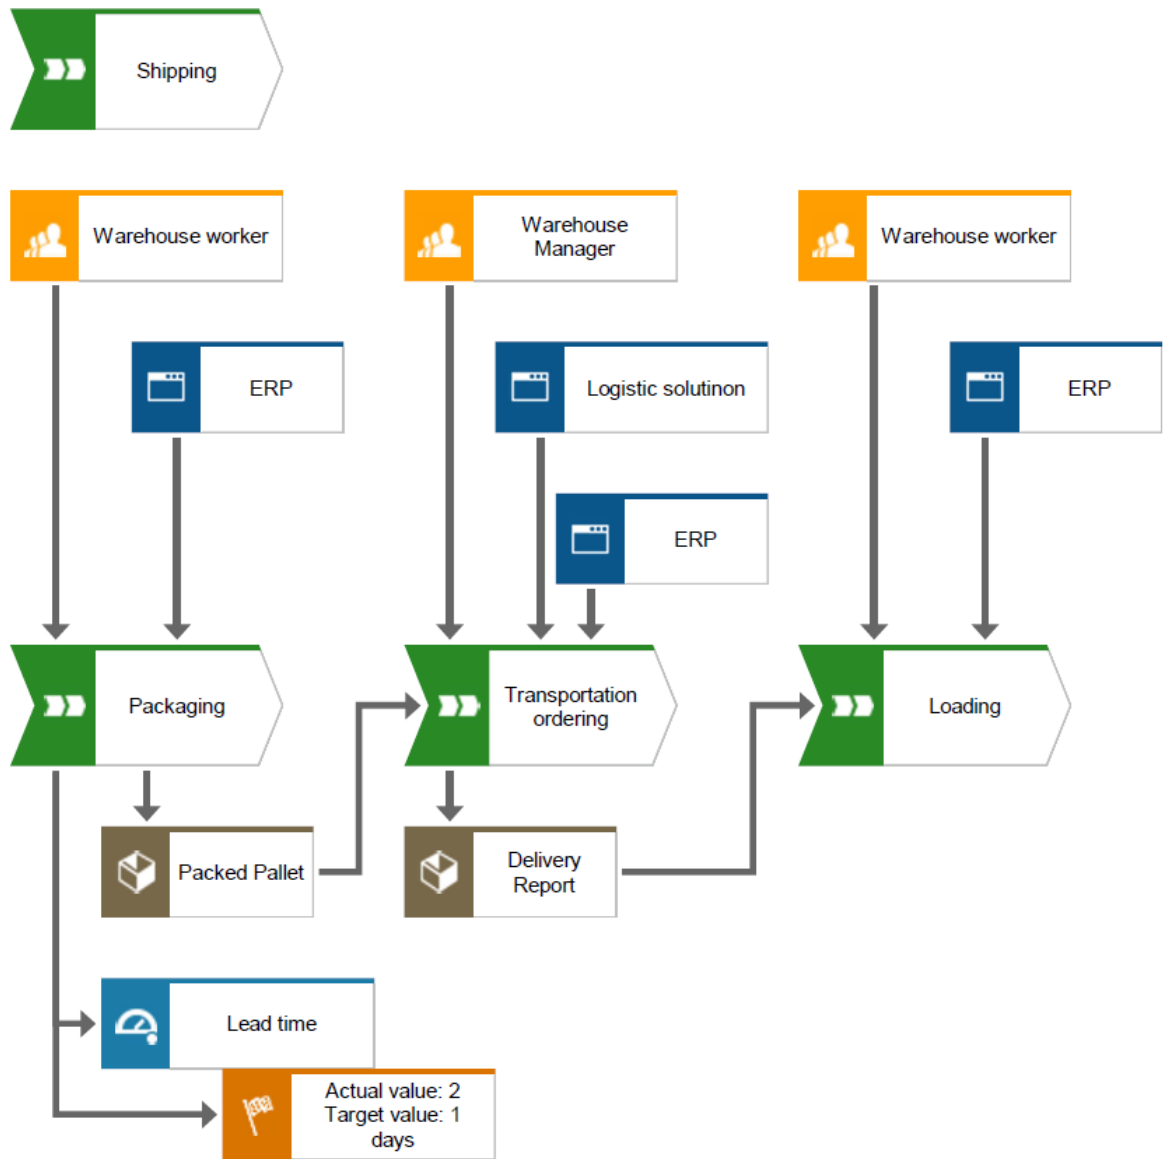 Shipping
Warehouse worker
Warehouse
Manager
Warehouse worker
ERP
Logistic solutinon
ERP
ERP
Packaging
Transportation
ordering
Loading
Packed Pallet
Delivery
Report
Lead time
Actual value: 2
Target value: 1
days